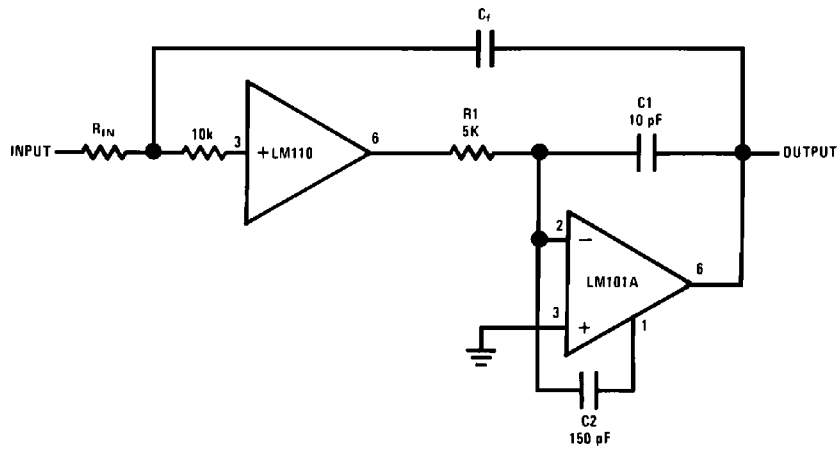 Cf
R1
5K
C1
10 pF
RIN
10k
INPUT
3
+
LM110
6
OUTPUT
2
−
LM101A
6
3
+
1
C2
150 pF